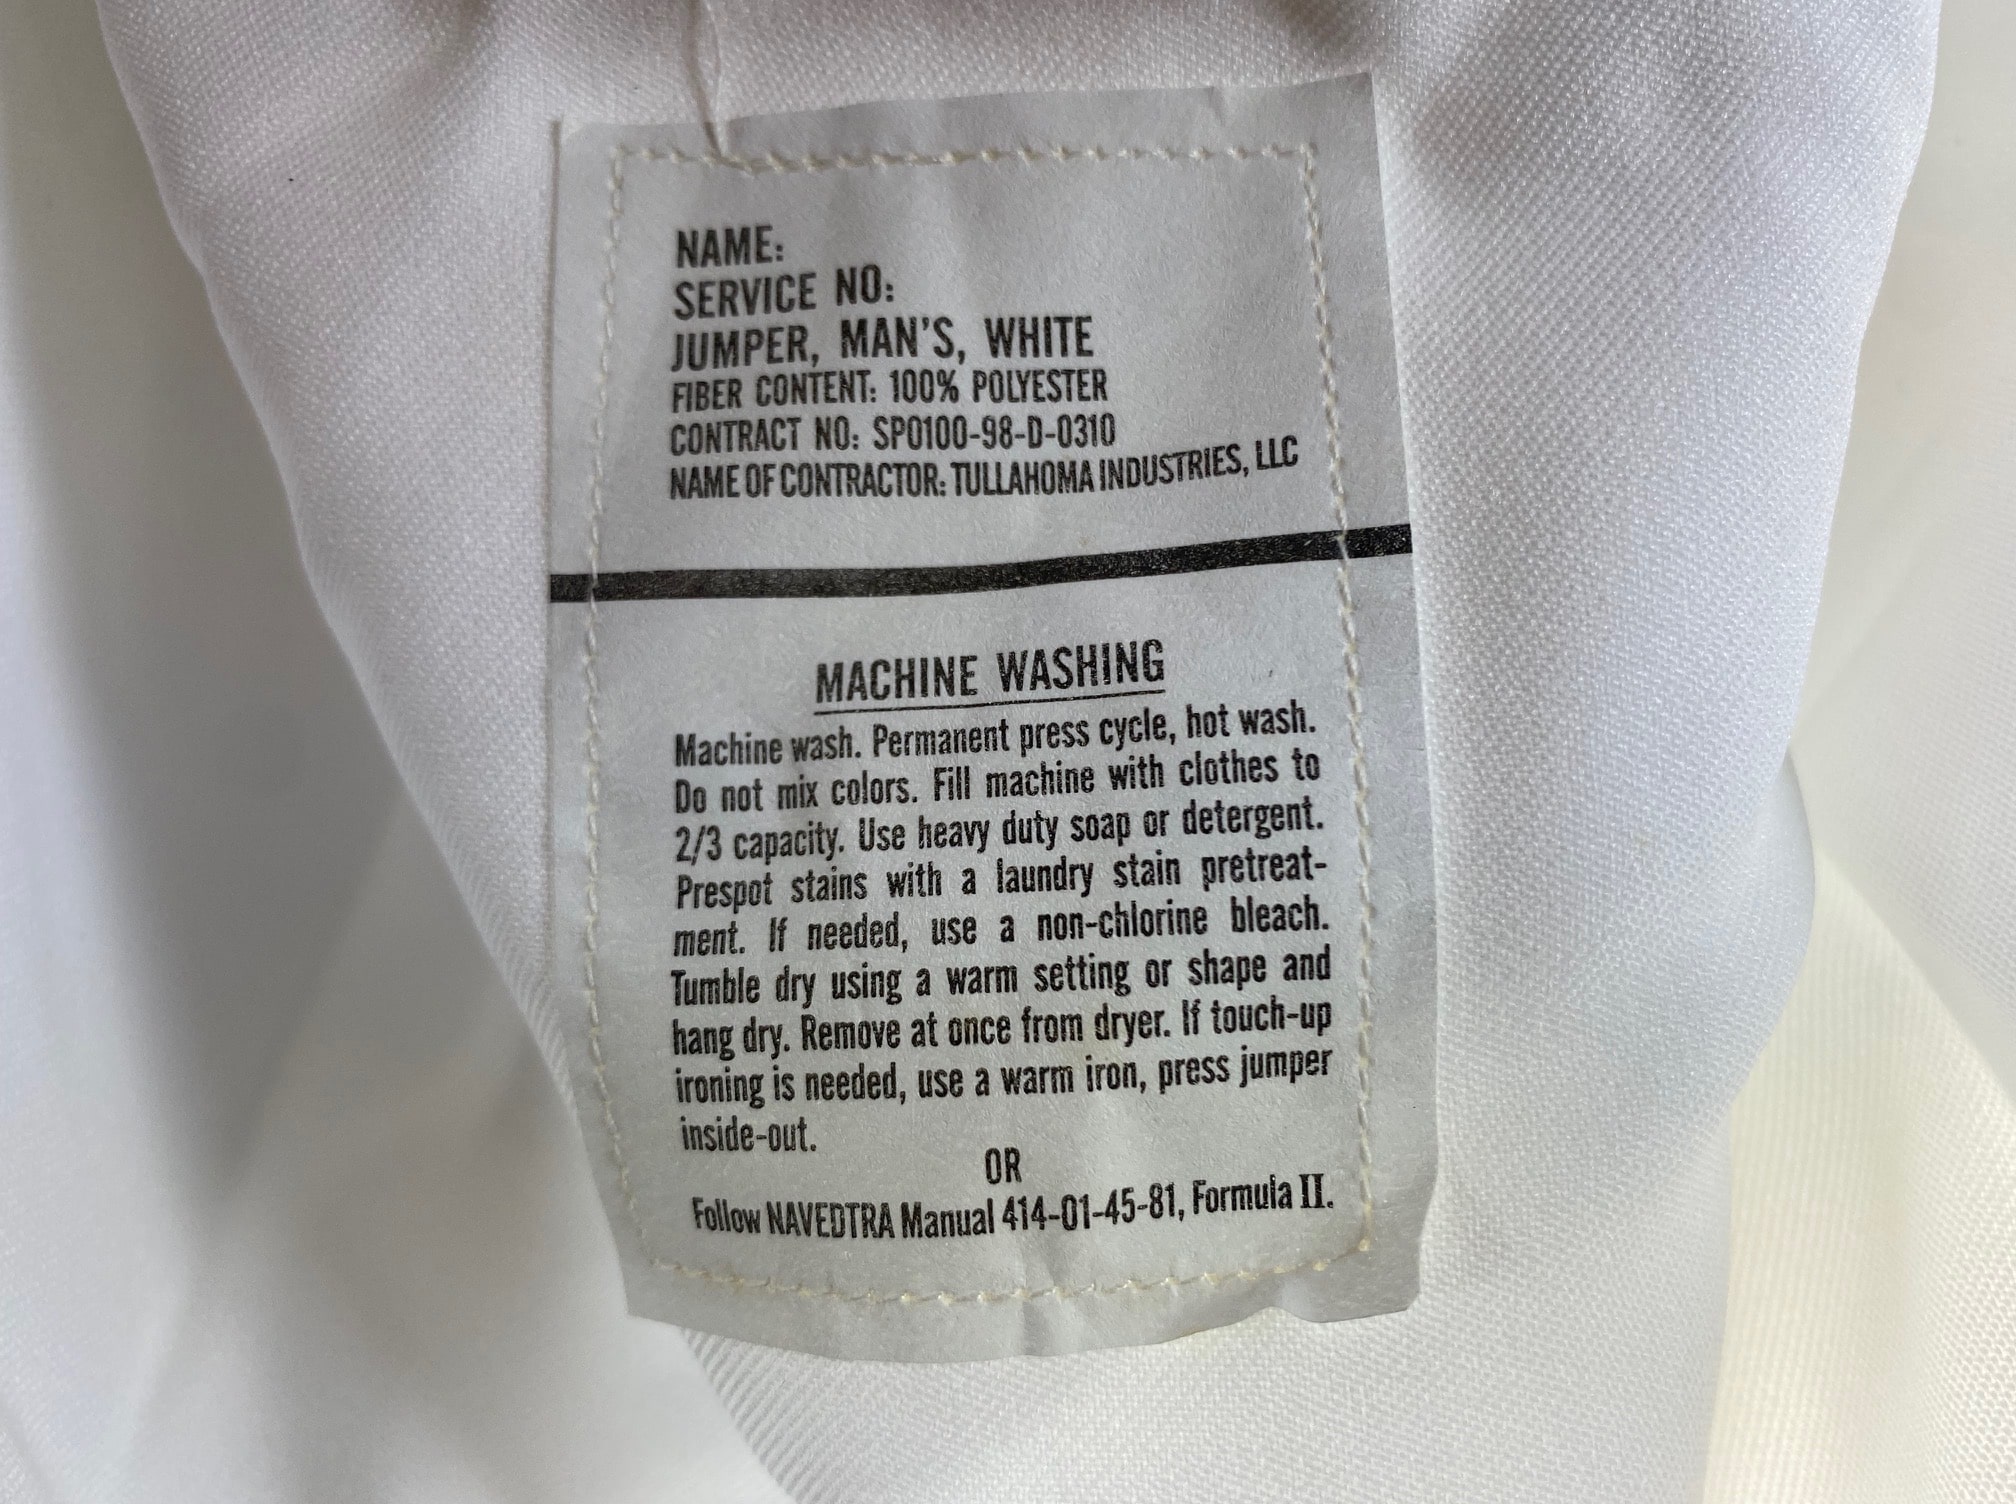 NAME:
SERVICE NO:
JUMPER, MAN'S, WHITE
FIBER CONTENT: 100% POLYESTER
CONTRACT NO: SPO100-98-D-0310
NAME OF CONTRACTOR: TULLAHOMA INDUSTRIES, LLC
MACHINE WASHING
Machine wash. Permanent press cycle, hot wash.
Do not mix colors. Fill machine with clothes to
2/3 capacity. Use heavy duty soap or detergent.
Prespot stains with a laundry stain pretreat-
ment. If needed, use a non-chlorine bleach.
Tumble dry using a warm setting or shape and
hang dry. Remove at once from dryer. If touch-up
ironing is needed, use a warm iron, press jumper
inside-out.
OR
Follow NAVEDTRA Manual 414-01-45-81, Formula II.